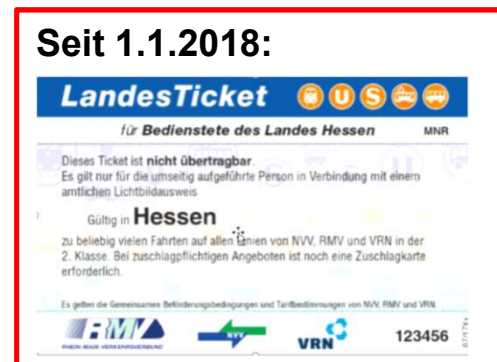 Seit 1.1.2018:
LandesTicket U S
für Bedienstete des Landes Hessen MNR
Dieses Ticket ist nicht übertragbar.
Es gilt nur für die umseitig aufgeführte Person in Verbindung mit einem
amtlichen Lichtbildausweis
Gültig in Hessen
zu beliebig vielen Fahrten auf allen Linien von NVV, RMV und VRN in der
2. Klasse. Bei zuschlagpflichtigen Angeboten ist noch eine Zuschlagkarte
erforderlich.
Es gelten die Gemeinsamen Beförderungsbedingungen und Tarifbestimmungen von NVV, RMV und VRN.
RMV NVV VRN 123456
RHEIN-MAIN-VERKEHRSVERBUND